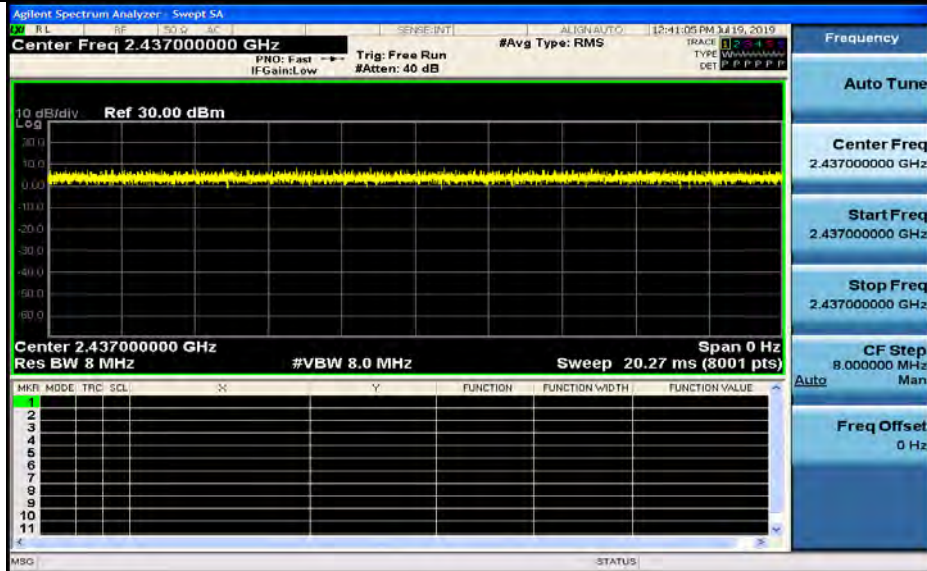 Agilent Spectrum Analyzer - Swept SA
LXI RL RF 50 Ω AC SENSE:INT ALIGN AUTO 12:41:05 PM Jul 19, 2019
Center Freq 2.437000000 GHz
PNO: Fast
IFGain:Low
Trig: Free Run
#Atten: 40 dB
#Avg Type: RMS
TRACE 1 2 3 4 5 6
TYPE
DET P P P P P P
10 dB/div Ref 30.00 dBm
Log
10.0
0.00
-10.0
-20.0
-30.0
-40.0
-50.0
-60.0
Center 2.437000000 GHz Span 0 Hz
Res BW 8 MHz #VBW 8.0 MHz Sweep 20.27 ms (8001 pts)
MKR MODE TRC SCL X Y FUNCTION FUNCTION WIDTH FUNCTION VALUE
1
2
3
4
5
6
7
8
9
10
11
MSG STATUS
Frequency
Auto Tune
Center Freq
2.437000000 GHz
Start Freq
2.437000000 GHz
Stop Freq
2.437000000 GHz
CF Step
8.000000 MHz
Auto Man
Freq Offset
0 Hz